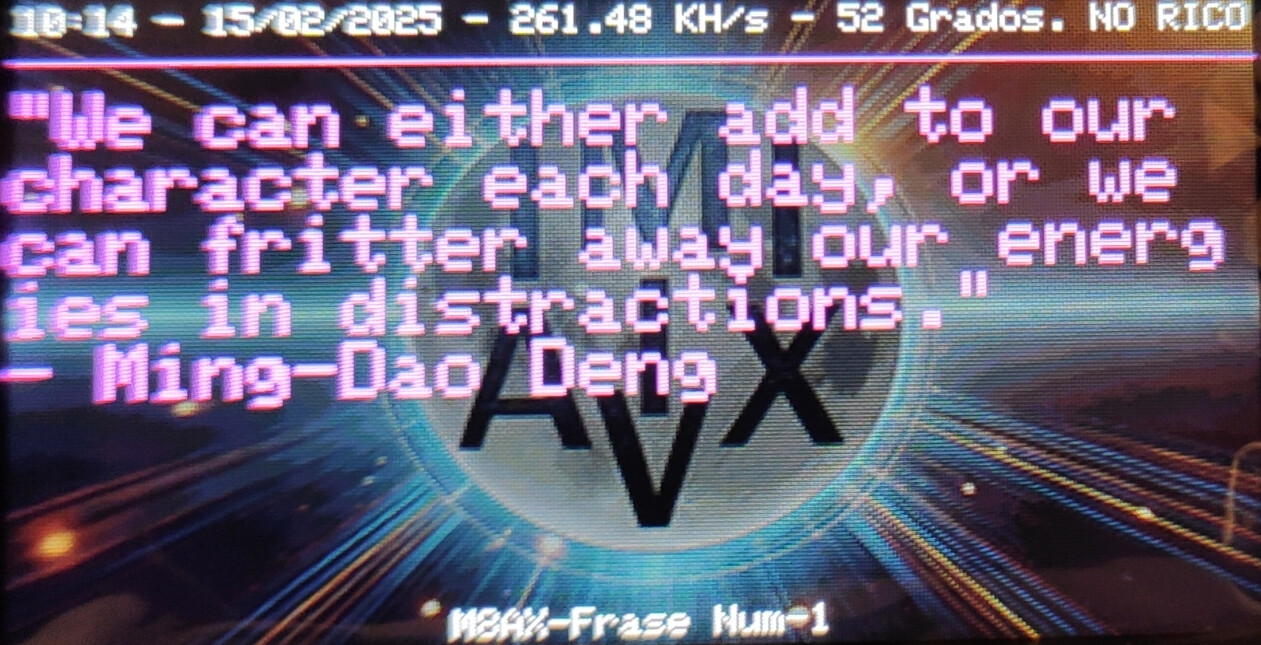 10:14 - 15/02/2025 - 261.48 KH/s - 52 Grados. NO RICO
"We can either add to our
character each day, or we
can fritter away our energ
ies in distractions."
- Ming-Dao Deng
M8AX-Frase Num-1